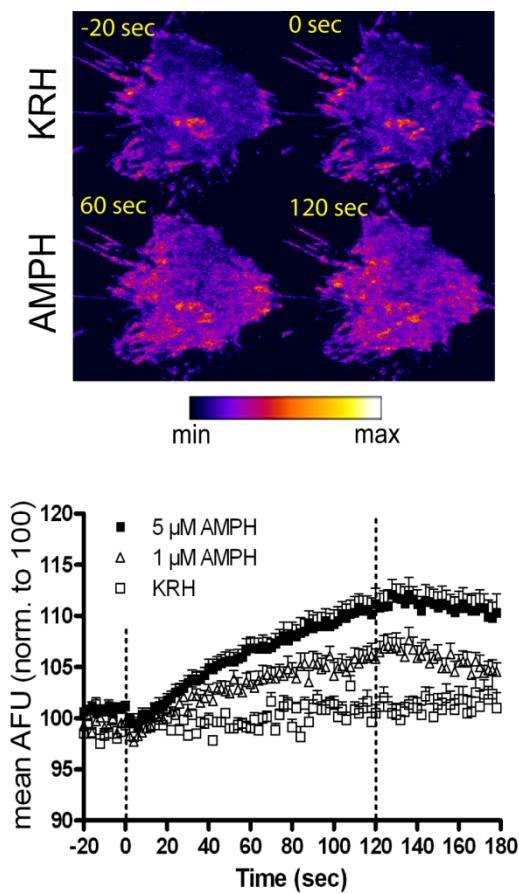 -20 sec
0 sec
KRH
60 sec
120 sec
AMPH
min
max
120
115
110
105
100
95
90
mean AFU (norm. to 100)
5 µM AMPH
1 µM AMPH
KRH
-20 0 20 40 60 80 100 120 140 160 180
Time (sec)